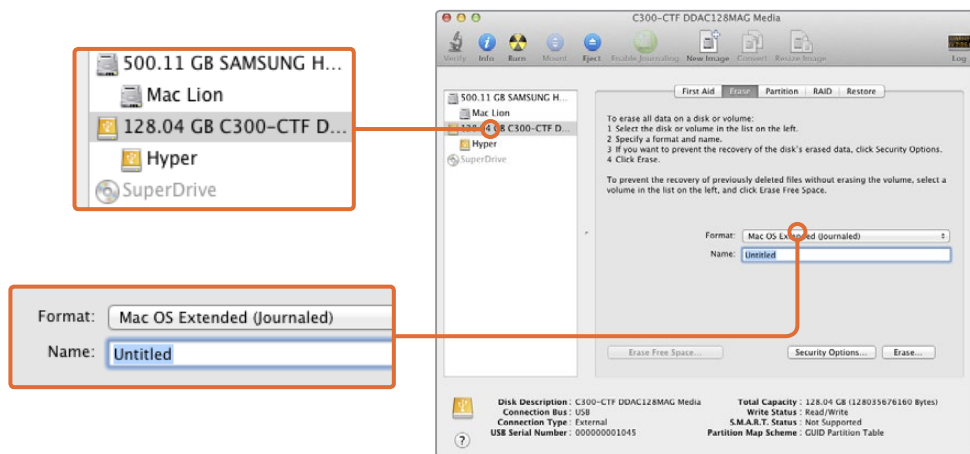 C300-CTF DDAC128MAG Media
Verify Info Burn Mount Eject Enable Journaling New Image Convert Resize Image Log
500.11 GB SAMSUNG H...
Mac Lion
128.04 GB C300-CTF D...
Hyper
SuperDrive
500.11 GB SAMSUNG H...
Mac Lion
128.04 GB C300-CTF D...
Hyper
SuperDrive
First Aid Erase Partition RAID Restore
To erase all data on a disk or volume:
1 Select the disk or volume in the list on the left.
2 Specify a format and name.
3 If you want to prevent the recovery of the disk's erased data, click Security Options.
4 Click Erase.
To prevent the recovery of previously deleted files without erasing the volume, select a
volume in the list on the left, and click Erase Free Space.
Format: Mac OS Extended (Journaled)
Name: Untitled
Format: Mac OS Extended (Journaled)
Name: Untitled
Erase Free Space... Security Options... Erase...
Disk Description : C300-CTF DDAC128MAG Media
Connection Bus : USB
Connection Type : External
USB Serial Number : 000000001045
Total Capacity : 128.04 GB (128035676160 Bytes)
Write Status : Read/Write
S.M.A.R.T. Status : Not Supported
Partition Map Scheme : GUID Partition Table
?